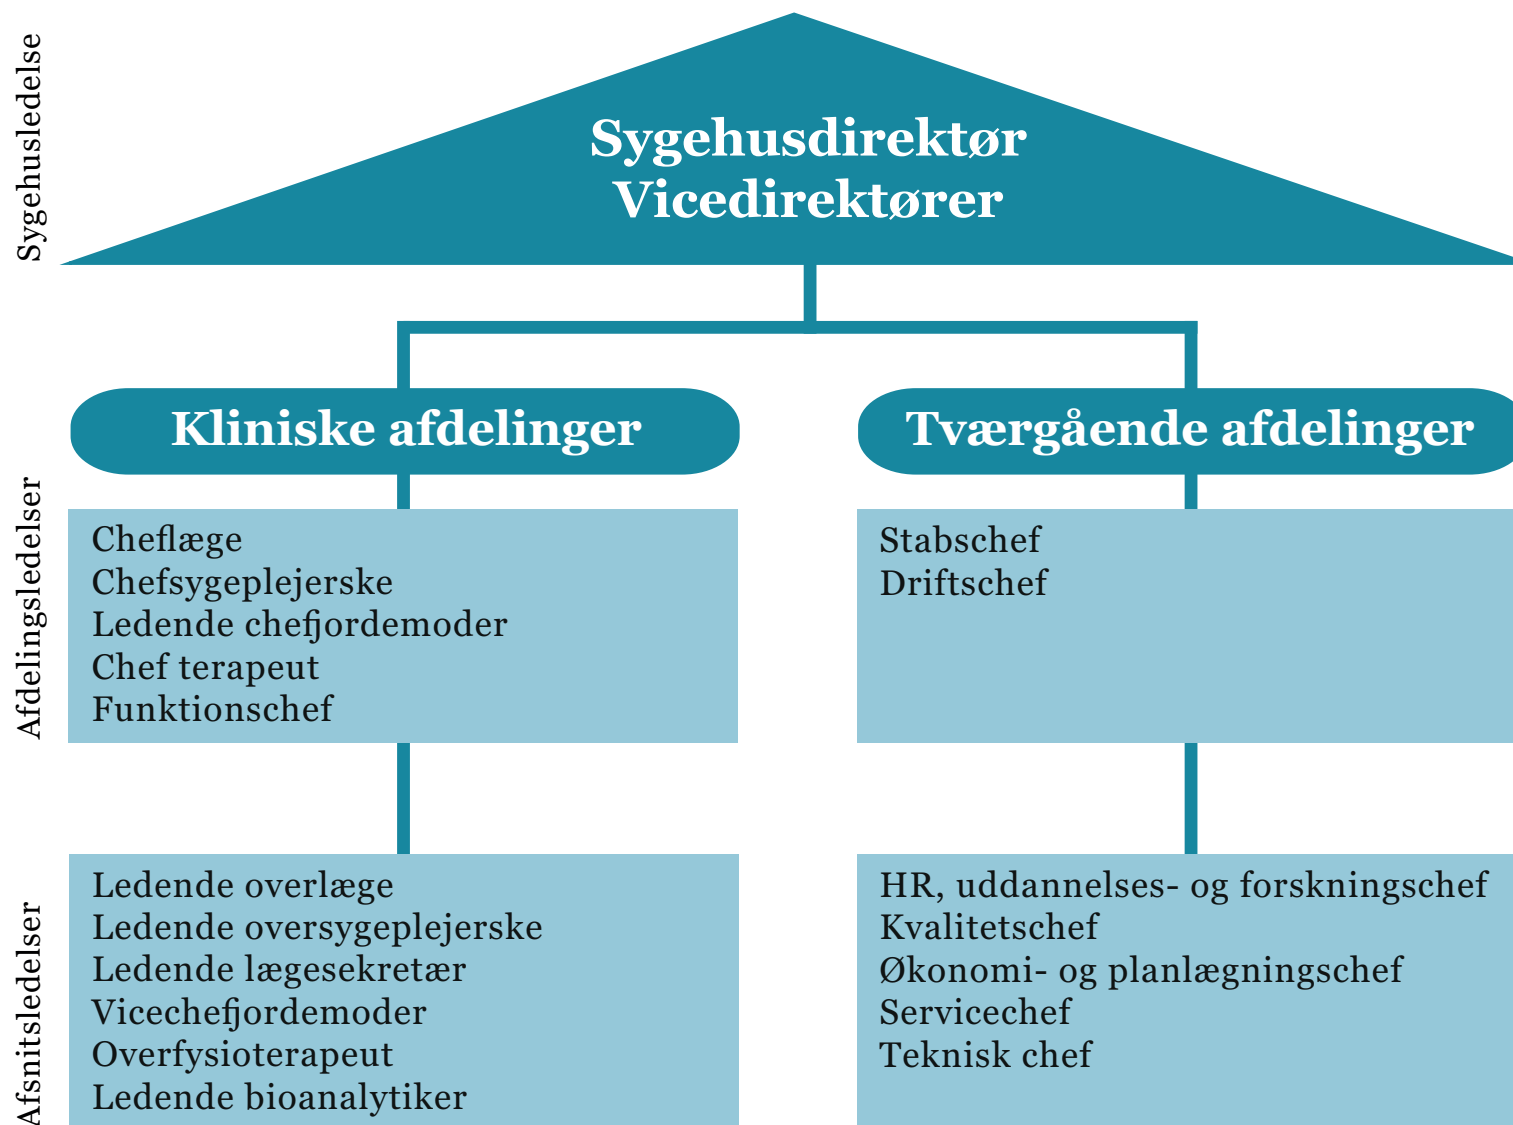 Sygehusledelse
Sygehusdirektør
Vicedirektører
Kliniske afdelinger
Tværgående afdelinger
Afdelingsledelser
Cheflæge
Chefsygeplejerske
Ledende chefjordemoder
Chef terapeut
Funktionschef
Stabschef
Driftschef
Afsnitsledelser
Ledende overlæge
Ledende oversygeplejerske
Ledende lægesekretær
Vicechefjordemoder
Overfysioterapeut
Ledende bioanalytiker
HR, uddannelses- og forskningschef
Kvalitetschef
Økonomi- og planlægningschef
Servicechef
Teknisk chef